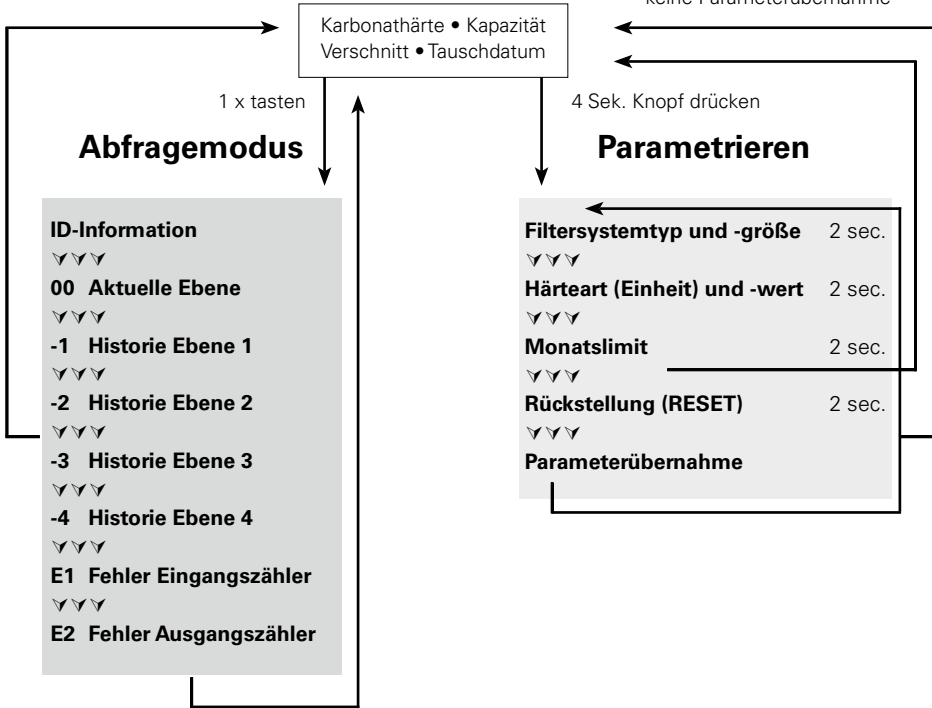 keine Parameterübernahme
Karbonathärte • Kapazität
Verschnitt • Tauschdatum
1 x tasten
4 Sek. Knopf drücken
Abfragemodus
ID-Information
00 Aktuelle Ebene
-1 Historie Ebene 1
-2 Historie Ebene 2
-3 Historie Ebene 3
-4 Historie Ebene 4
E1 Fehler Eingangszähler
E2 Fehler Ausgangszähler
Parametrieren
Filtersystemtyp und -größe 2 sec.
Härteart (Einheit) und -wert 2 sec.
Monatslimit 2 sec.
Rückstellung (RESET) 2 sec.
Parameterübernahme